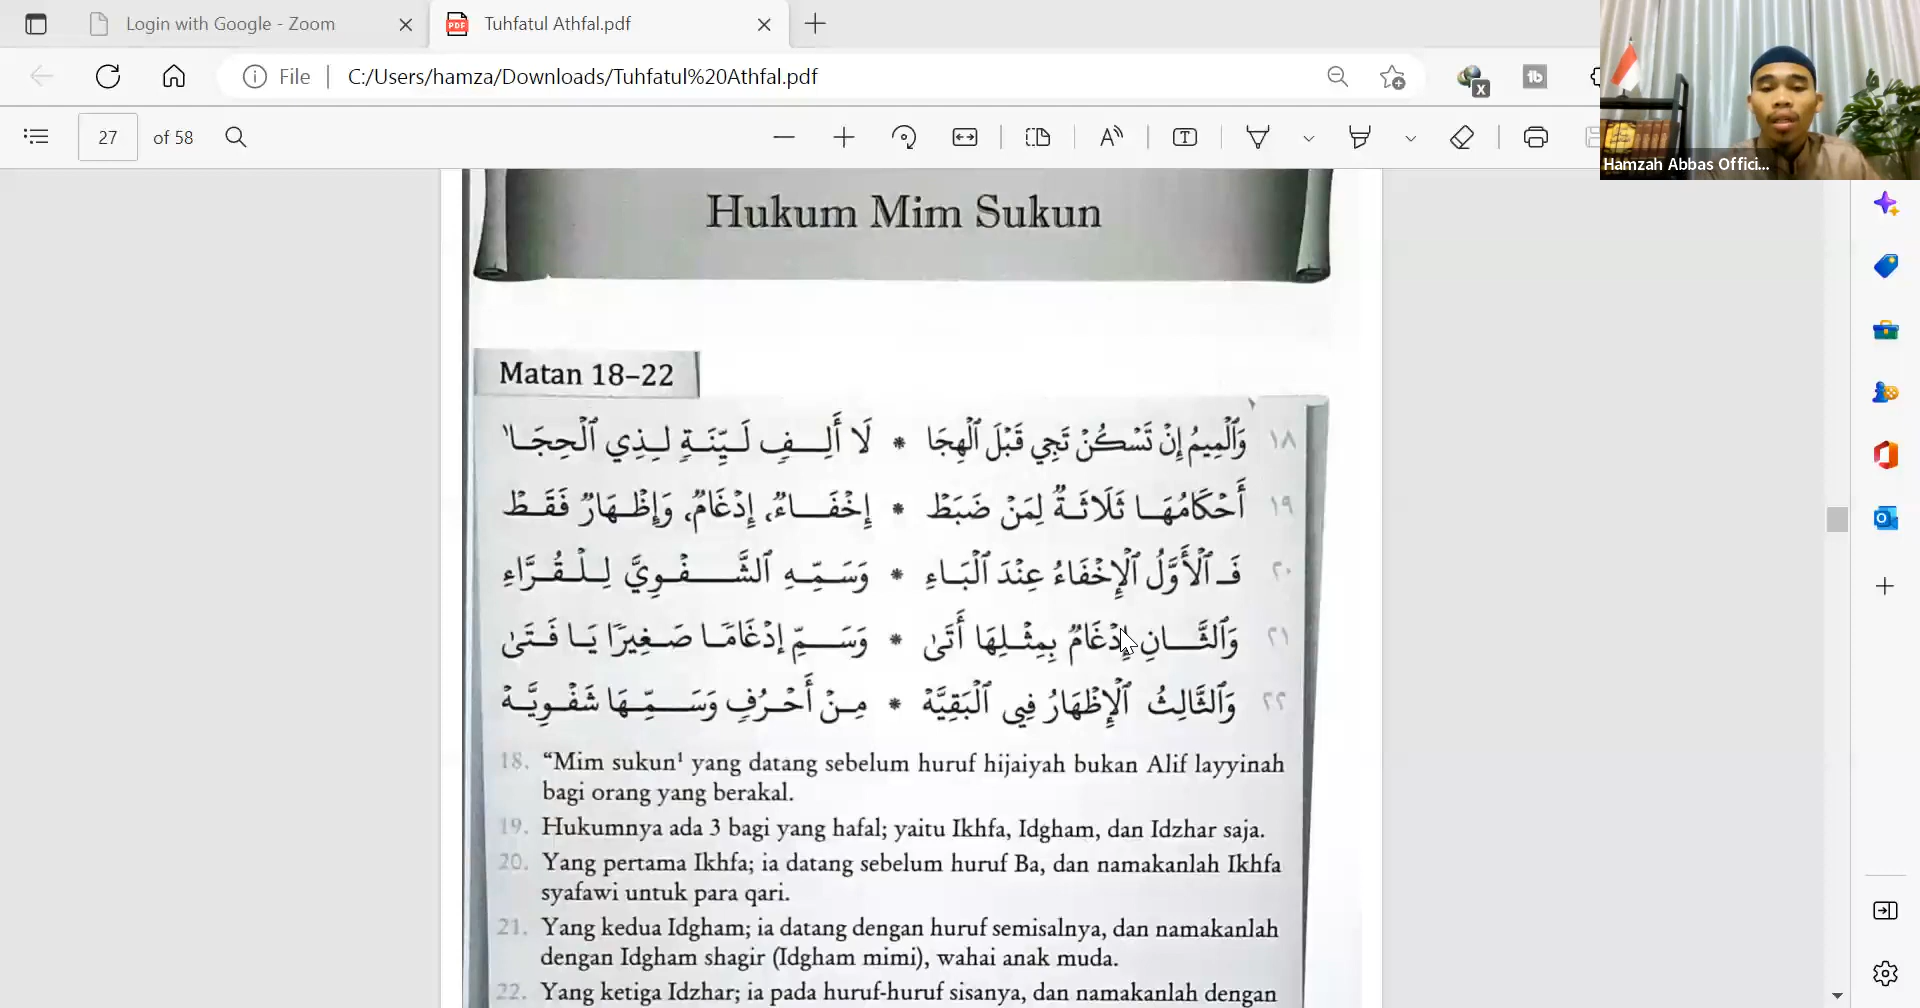 Login with Google - Zoom
Tuhfatul Athfal.pdf
File
C:/Users/hamza/Downloads/Tuhfatul%20Athfal.pdf
27 of 58
Hamzah Abbas Offici...
Hukum Mim Sukun
Matan 18–22
١٨ وَٱلْمِيمُ إِنْ تَسْكُنْ تَجِي قَبْلَ ٱلْهِجَا * لَا أَلِفٍ لَيِّنَةٍ لِذِي ٱلْحِجَا١
١٩ أَحْكَامُهَا ثَلَاثَةٌ لِمَنْ ضَبَطْ * إِخْفَاءٌ، إِدْغَامٌ، وَإِظْهَارٌ فَقَطْ
٢٠ فَٱلْأَوَّلُ ٱلْإِخْفَاءُ عِنْدَ ٱلْبَاءِ * وَسَمِّهِ ٱلشَّفْوِيَّ لِلْقُرَّاءِ
٢١ وَٱلثَّانِ إِدْغَامٌ بِمِثْلِهَا أَتَىٰ * وَسَمِّ إِدْغَامًا صَغِيرًا يَا فَتَىٰ
٢٢ وَٱلثَّالِثُ ٱلْإِظْهَارُ فِي ٱلْبَقِيَّهْ * مِنْ أَحْرُفٍ وَسَمِّهَا شَفْوِيَّهْ
18. “Mim sukun¹ yang datang sebelum huruf hijaiyah bukan Alif layyinah
bagi orang yang berakal.
19. Hukumnya ada 3 bagi yang hafal; yaitu Ikhfa, Idgham, dan Idzhar saja.
20. Yang pertama Ikhfa; ia datang sebelum huruf Ba, dan namakanlah Ikhfa
syafawi untuk para qari.
21. Yang kedua Idgham; ia datang dengan huruf semisalnya, dan namakanlah
dengan Idgham shagir (Idgham mimi), wahai anak muda.
22. Yang ketiga Idzhar; ia pada huruf-huruf sisanya, dan namakanlah dengan